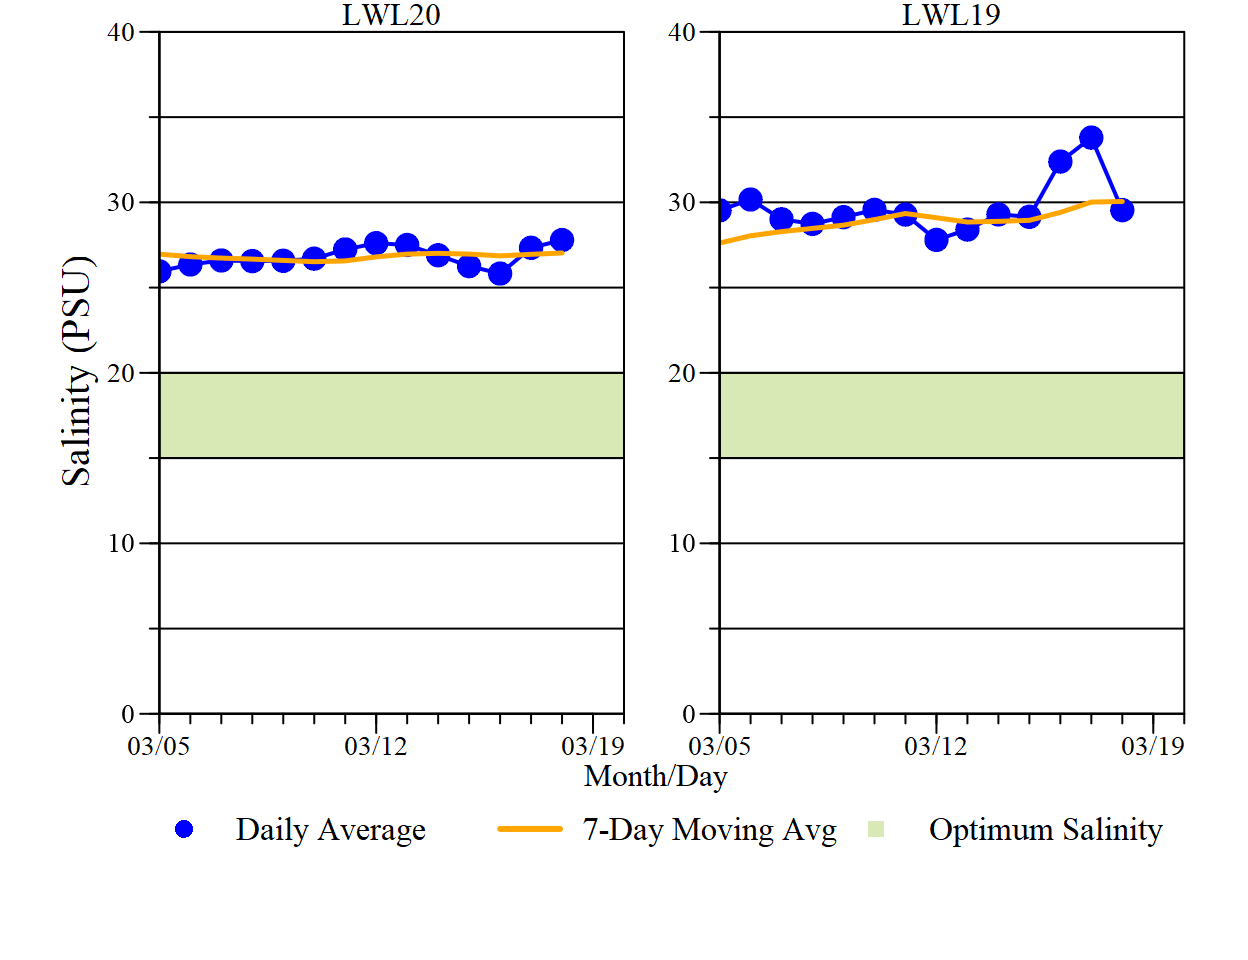 LWL20 LWL19
40 40
30 30
Salinity (PSU)
20 20
10 10
0 0
03/05 03/12 03/19 03/05 03/12 03/19
Month/Day
Daily Average 7-Day Moving Avg Optimum Salinity